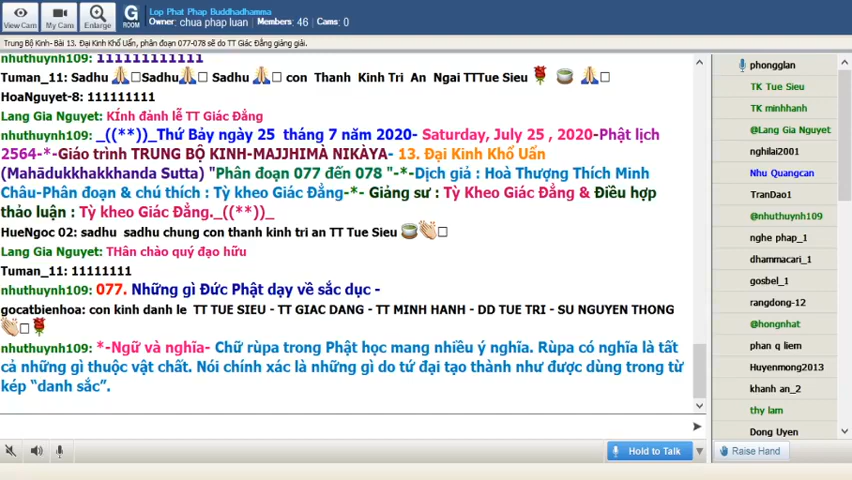 Lop Phat Phap Buddhadhamma
Owner: chua phap luan Members: 46 Cams: 0
View Cam
My Cam
Enlarge
G
ROOM
Trung Bộ Kinh- Bài 13. Đại Kinh Khổ Uẩn, phân đoạn 077-078 sẽ do TT Giác Đẳng giảng giải.
nhuthuynh109: 111111111111
Tuman_11: Sadhu 🙏□Sadhu🙏□ Sadhu 🙏□ con Thanh Kinh Tri An Ngai TTTue Sieu 🌹 🍵 🙏□
HoaNguyet-8: 111111111
Lang Gia Nguyet: KÍnh đảnh lễ TT Giác Đẳng
nhuthuynh109: _((**))_Thứ Bảy ngày 25 tháng 7 năm 2020- Saturday, July 25 , 2020-Phật lịch
2564-*-Giáo trình TRUNG BỘ KINH-MAJJHIMÀ NIKÀYA- 13. Đại Kinh Khổ Uẩn
(Mahādukkhakkhanda Sutta) "Phân đoạn 077 đến 078 "-*-Dịch giả : Hoà Thượng Thích Minh
Châu-Phân đoạn & chú thích : Tỳ kheo Giác Đẳng-*- Giảng sư : Tỳ Kheo Giác Đẳng & Điều hợp
thảo luận : Tỳ kheo Giác Đẳng._((**))_
HueNgoc 02: sadhu sadhu chung con thanh kinh tri an TT Tue Sieu 🍵👏□
Lang Gia Nguyet: THân chào quý đạo hữu
Tuman_11: 11111111
nhuthuynh109: 077. Những gì Đức Phật dạy về sắc dục -
gocatbienhoa: con kinh danh le TT TUE SIEU - TT GIAC DANG - TT MINH HANH - DD TUE TRI - SU NGUYEN THONG
👏□🌹
nhuthuynh109: *-Ngữ và nghĩa- Chữ rùpa trong Phật học mang nhiều ý nghĩa. Rùpa có nghĩa là tất
cả những gì thuộc vật chất. Nói chính xác là những gì do tứ đại tạo thành như được dùng trong từ
kép “danh sắc”.
Hold to Talk
phongglan
TK Tue Sieu
TK minhhanh
@Lang Gia Nguyet
nghilai2001
Nhu Quangcan
TranDao1
@nhuthuynh109
nghe phap_1
dhammacari_1
gosbel_1
rangdong-12
@hongnhat
phan q liem
Huyenmong2013
khanh an_2
thy lam
Dong Uyen
Raise Hand